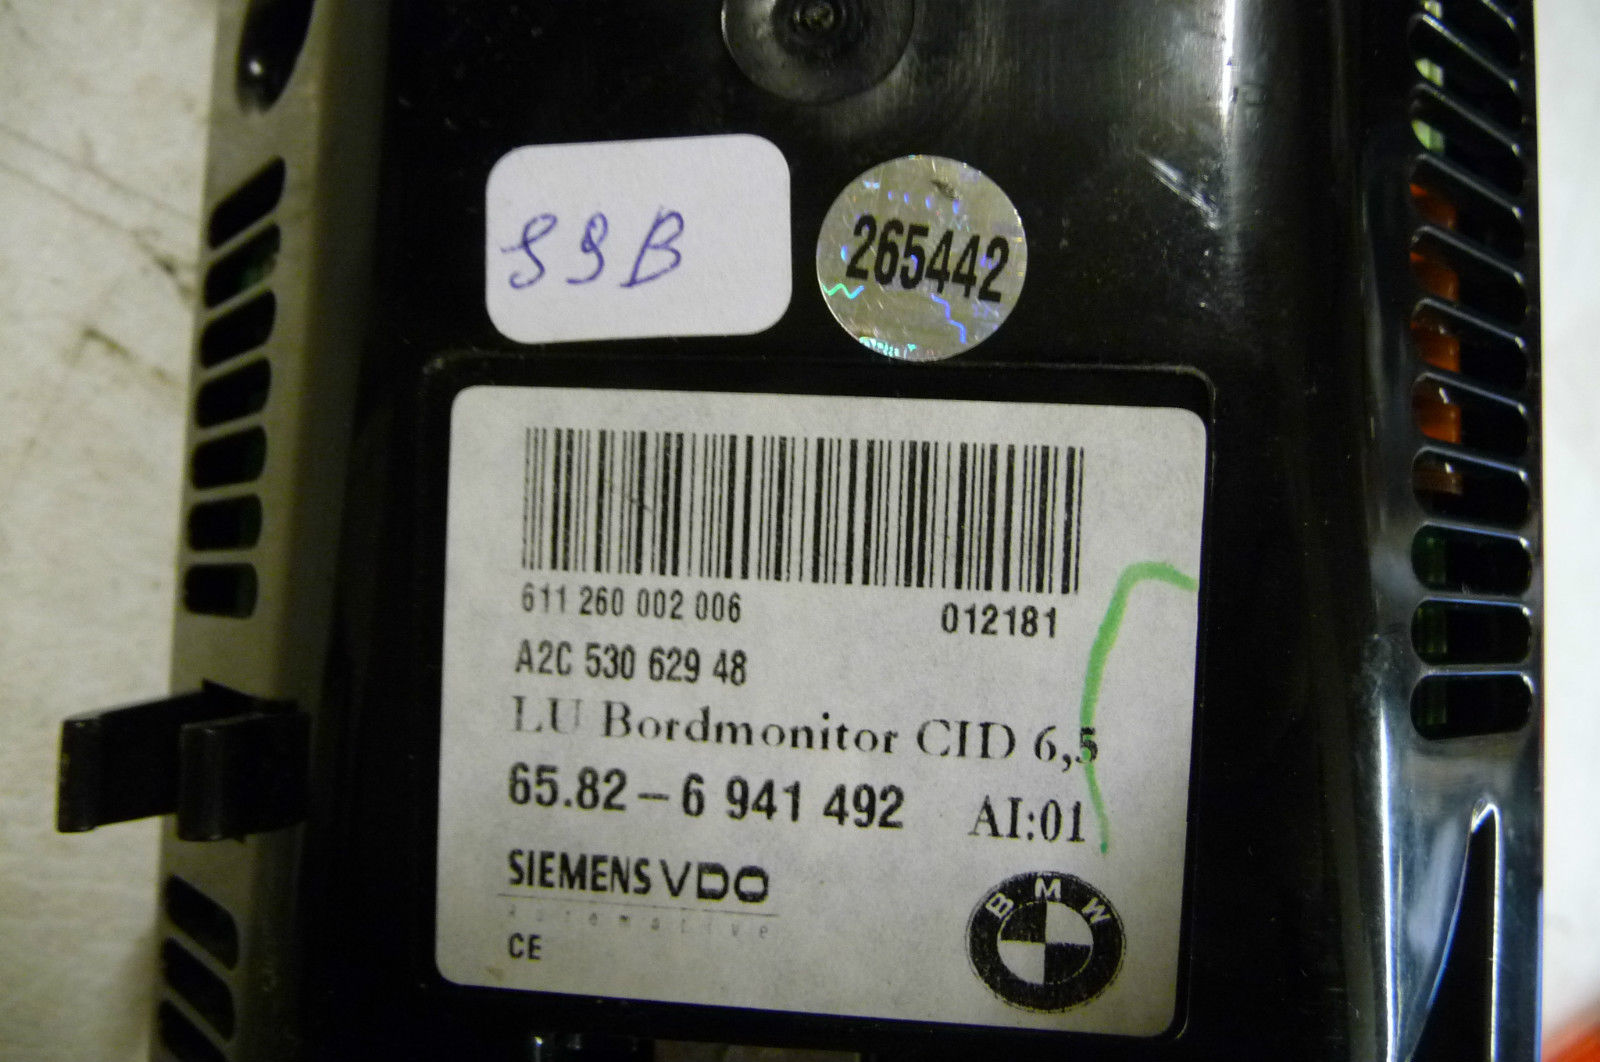 99B
265442
611 260 002 006 012181
A2C 530 629 48
LU Bordmonitor CID 6,5
65.82-6 941 492 AI:01
SIEMENS VDO
Automotive
CE
BMW